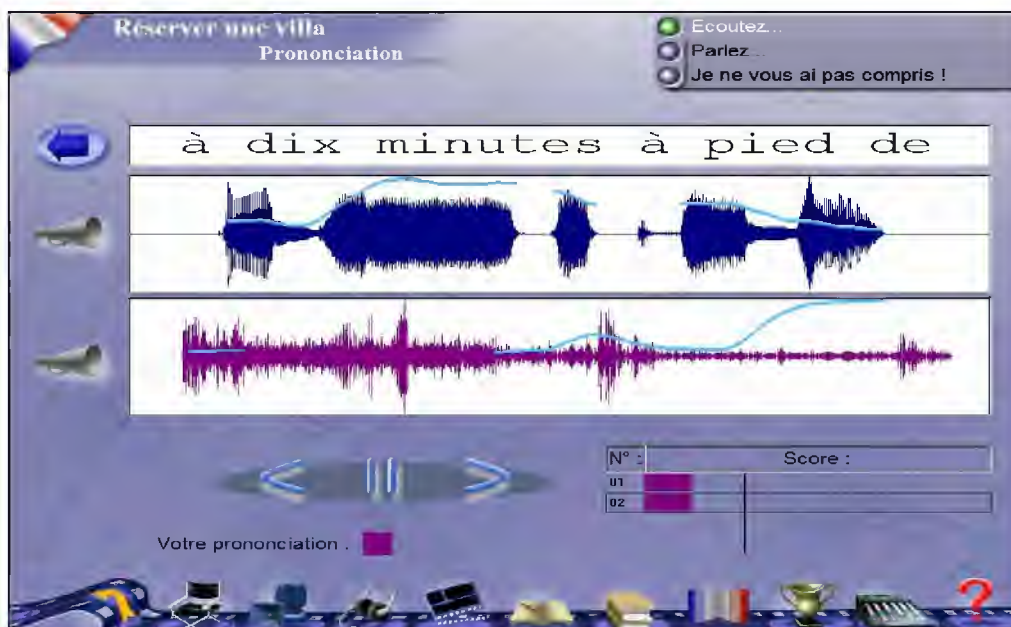 Réserver une villa
Prononciation
Ecoutez...
Parlez...
Je ne vous ai pas compris !
à dix minutes à pied de
N° :
Score :
01
02
Votre prononciation :
?